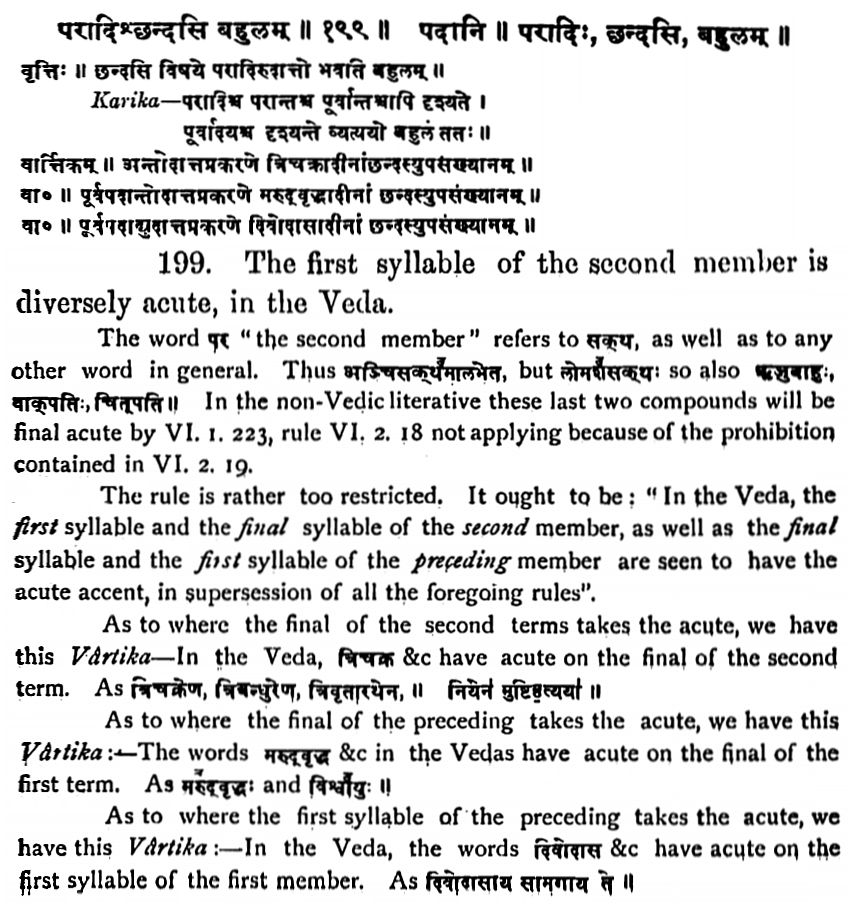 परादिश्छन्दसि बहुलम् ॥ १९९ ॥ पदानि ॥ परादिः, छन्दसि, बहुलम् ॥
वृत्तिः ॥ छन्दसि विषये परादिरुदात्तो भवति बहुलम् ॥
Karika—परादिश्च परान्तश्च पूर्वान्तश्चापि दृश्यते ।
पूर्वादयश्च दृश्यन्ते व्यत्ययो बहुलं ततः ॥
वार्त्तिकम् ॥ अन्तोदात्तप्रकरणे त्रिचक्रादीनांछन्दस्युपसंख्यानम् ॥
वा० ॥ पूर्वपदान्तोदात्तप्रकरणे मरुद्वृद्धादीनां छन्दस्युपसंख्यानम् ॥
वा० ॥ पूर्वपदाद्युदात्तप्रकरणे दिवोदासादीनां छन्दस्युपसंख्यानम् ॥
199. The first syllable of the second member is
diversely acute, in the Veda.
The word पर "the second member" refers to सक्थ, as well as to any
other word in general. Thus अञ्जिसक्थमालभेत, but लोमशसक्थः so also ऋजुबाहुः,
वाक्पतिः, चित्पति ॥ In the non-Vedic literative these last two compounds will be
final acute by VI. 1. 223, rule VI. 2. 18 not applying because of the prohibition
contained in VI. 2. 19.
The rule is rather too restricted. It ought to be: "In the Veda, the
first syllable and the final syllable of the second member, as well as the final
syllable and the first syllable of the preceding member are seen to have the
acute accent, in supersession of all the foregoing rules".
As to where the final of the second terms takes the acute, we have
this Vârtika—In the Veda, त्रिचक्र &c have acute on the final of the second
term. As त्रिचक्रेण, त्रिबन्धुरेण, त्रिवृतारथेन, ॥ नियेन मुष्टिहत्यया ॥
As to where the final of the preceding takes the acute, we have this
Vârtika:—The words मरुद्वृद्ध &c in the Vedas have acute on the final of the
first term. As मरुद्वृद्धः and विश्वायुः ॥
As to where the first syllable of the preceding takes the acute, we
have this Vârtika:—In the Veda, the words दिवोदास &c have acute on the
first syllable of the first member. As दिवोदासाय सामगाय ते ॥